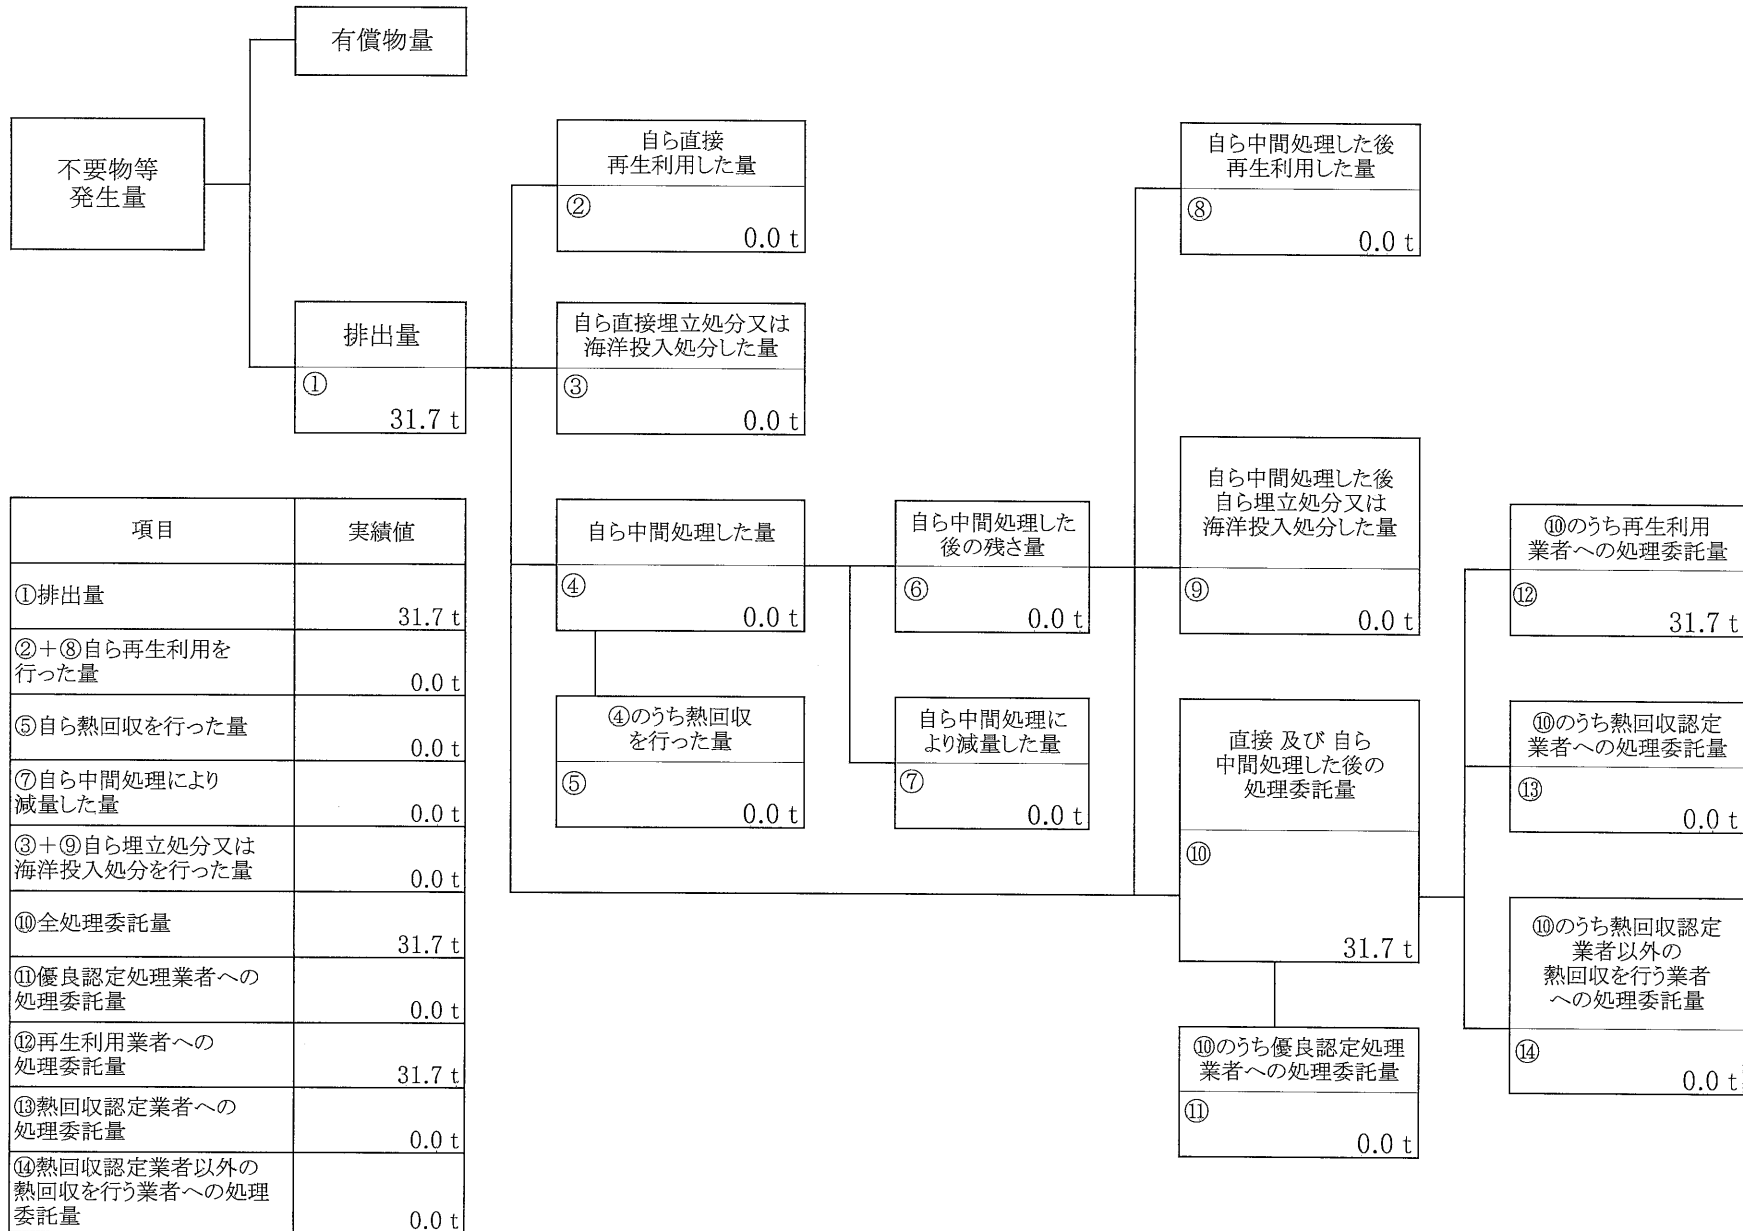 有償物量
不要物等
発生量
排出量
①
31.7 t
自ら直接
再生利用した量
②
0.0 t
自ら直接埋立処分又は
海洋投入処分した量
③
0.0 t
自ら中間処理した量
④
0.0 t
④のうち熱回収
を行った量
⑤
0.0 t
自ら中間処理した
後の残さ量
⑥
0.0 t
自ら中間処理に
より減量した量
⑦
0.0 t
自ら中間処理した後
再生利用した量
⑧
0.0 t
自ら中間処理した後
自ら埋立処分又は
海洋投入処分した量
⑨
0.0 t
直接 及び 自ら
中間処理した後の
処理委託量
⑩
31.7 t
⑩のうち優良認定処理
業者への処理委託量
⑪
0.0 t
⑩のうち再生利用
業者への処理委託量
⑫
31.7 t
⑩のうち熱回収認定
業者への処理委託量
⑬
0.0 t
⑩のうち熱回収認定
業者以外の
熱回収を行う業者
への処理委託量
⑭
0.0 t
項目 実績値
①排出量
31.7 t
②+⑧自ら再生利用を
行った量
0.0 t
⑤自ら熱回収を行った量
0.0 t
⑦自ら中間処理により
減量した量
0.0 t
③+⑨自ら埋立処分又は
海洋投入処分を行った量
0.0 t
⑩全処理委託量
31.7 t
⑪優良認定処理業者への
処理委託量
0.0 t
⑫再生利用業者への
処理委託量
31.7 t
⑬熱回収認定業者への
処理委託量
0.0 t
⑭熱回収認定業者以外の
熱回収を行う業者への処理
委託量
0.0 t